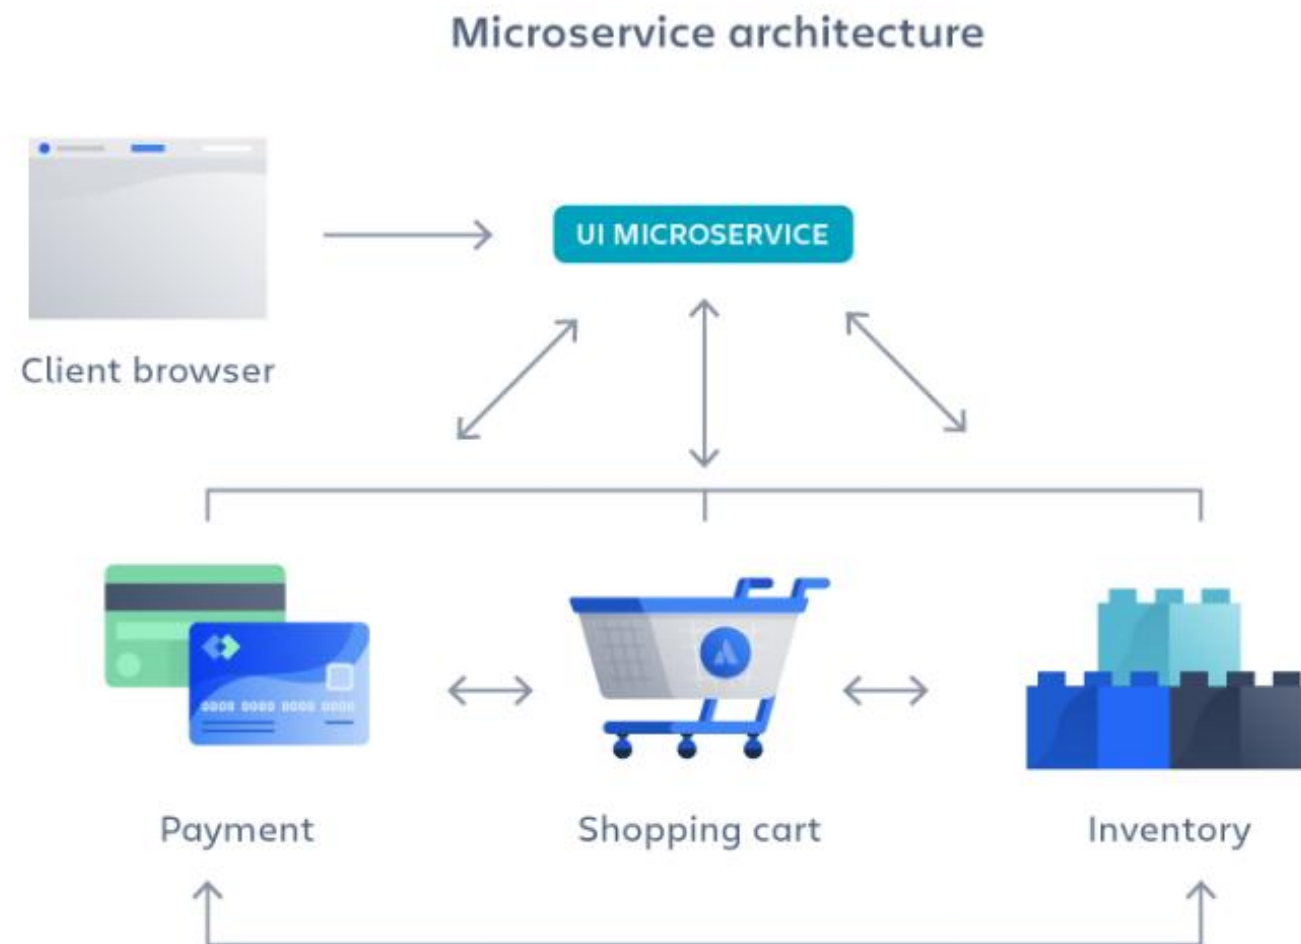 Microservice architecture
UI MICROSERVICE
Client browser
Payment
Shopping cart
Inventory